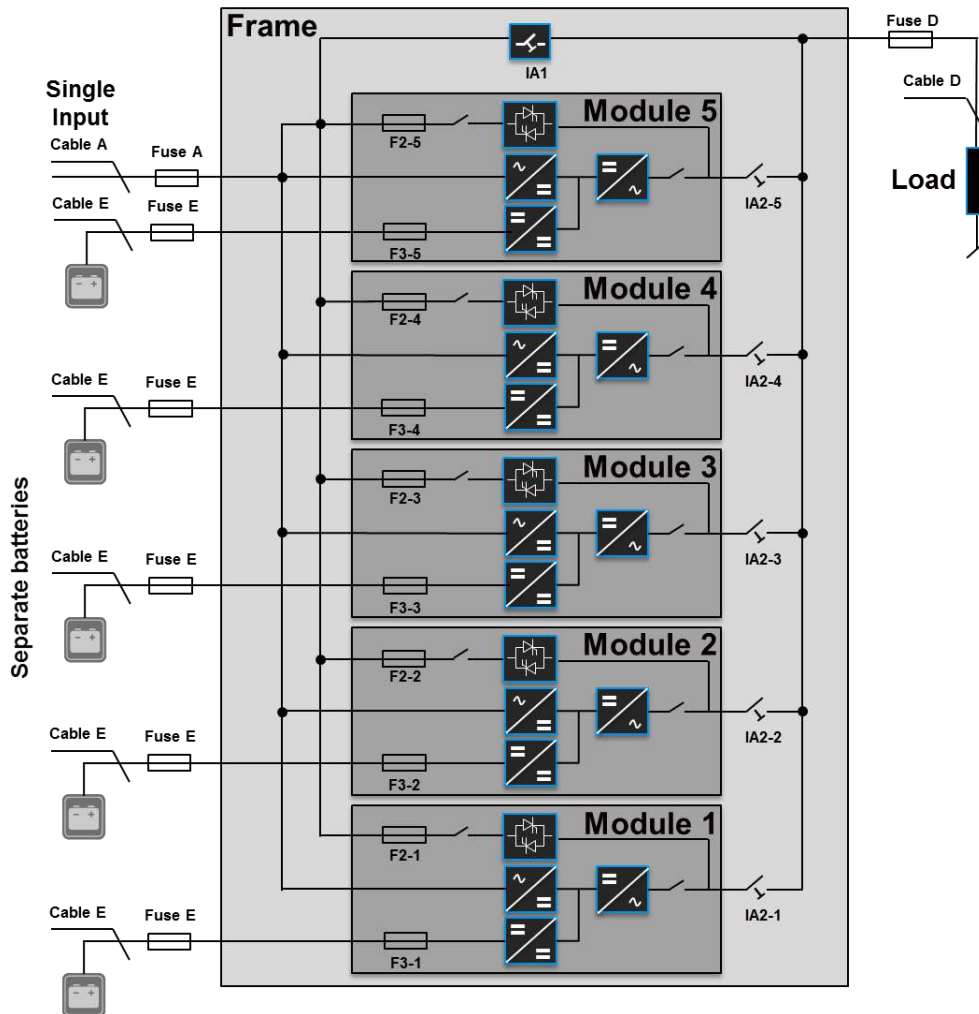 Frame
Fuse D
IA1
Cable D
Single
Input
Module 5
Cable A
Fuse A
F2-5
Load
Cable E
Fuse E
IA2-5
F3-5
Module 4
F2-4
Cable E
Fuse E
IA2-4
F3-4
Module 3
F2-3
Separate batteries
Cable E
Fuse E
IA2-3
F3-3
Module 2
F2-2
Cable E
Fuse E
IA2-2
F3-2
Module 1
F2-1
Cable E
Fuse E
IA2-1
F3-1